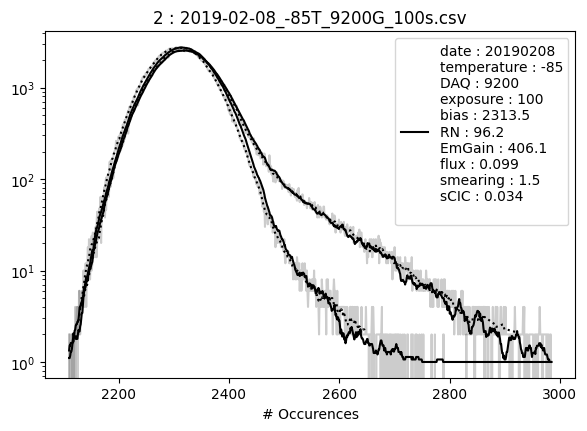 2 : 2019-02-08_-85T_9200G_100s.csv
date : 20190208
temperature : -85
DAQ : 9200
exposure : 100
bias : 2313.5
RN : 96.2
EmGain : 406.1
flux : 0.099
smearing : 1.5
sCIC : 0.034
10³
10²
10¹
10⁰
2200 2400 2600 2800 3000
# Occurences